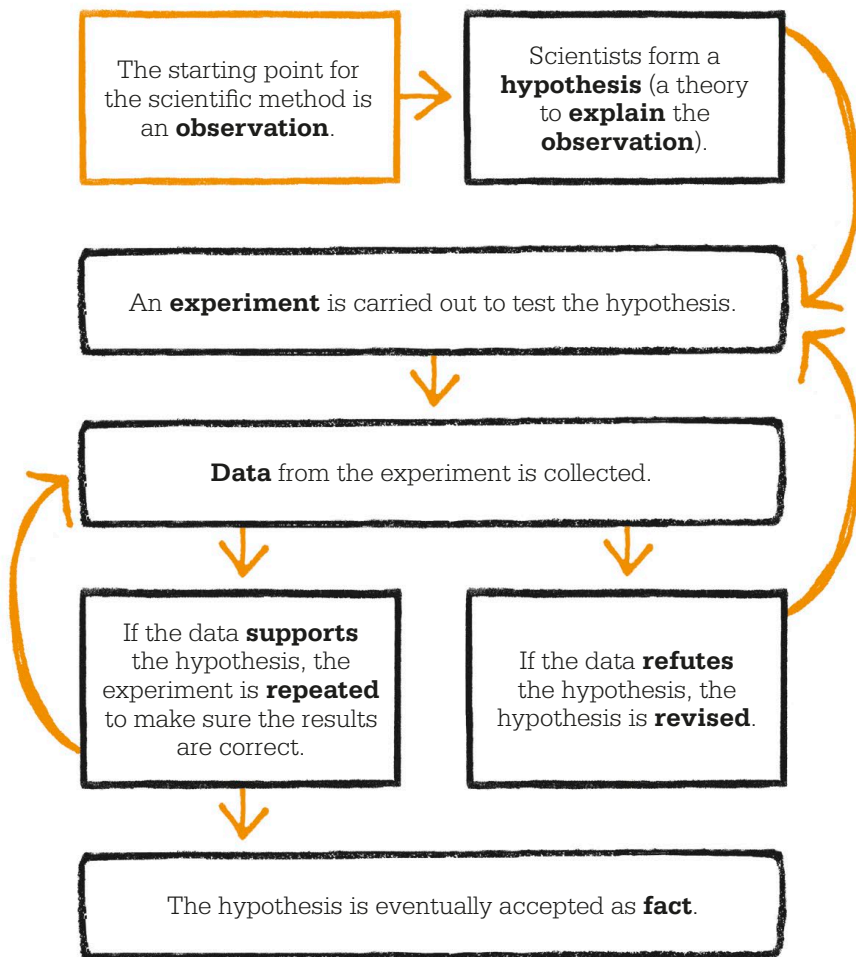 The starting point for
the scientific method is
an observation.
Scientists form a
hypothesis (a theory
to explain the
observation).
An experiment is carried out to test the hypothesis.
Data from the experiment is collected.
If the data supports
the hypothesis, the
experiment is repeated
to make sure the results
are correct.
If the data refutes
the hypothesis, the
hypothesis is revised.
The hypothesis is eventually accepted as fact.